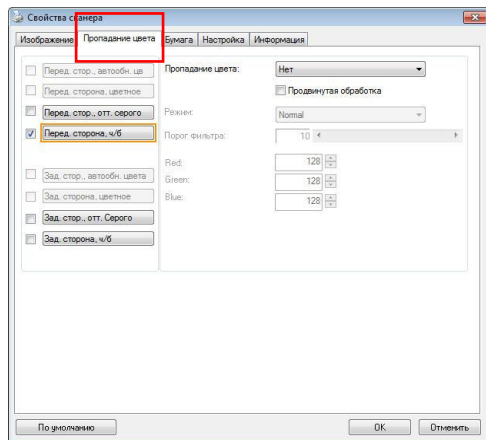 Свойства сканера
Изображение Пропадание цвета Бумага Настройка Информация
Перед. стор., автообн. цв
Перед. сторона, цветное
Перед. стор., отт. серого
Перед. сторона, ч/б
Зад. стор., автообн. цвета
Зад. сторона, цветное
Зад. стор., отт. Серого
Зад. сторона, ч/б
Пропадание цвета: Нет
Продвинутая обработка
Режим: Normal
Порог фильтра: 10
Red: 128
Green: 128
Blue: 128
По умолчанию OK Отменить